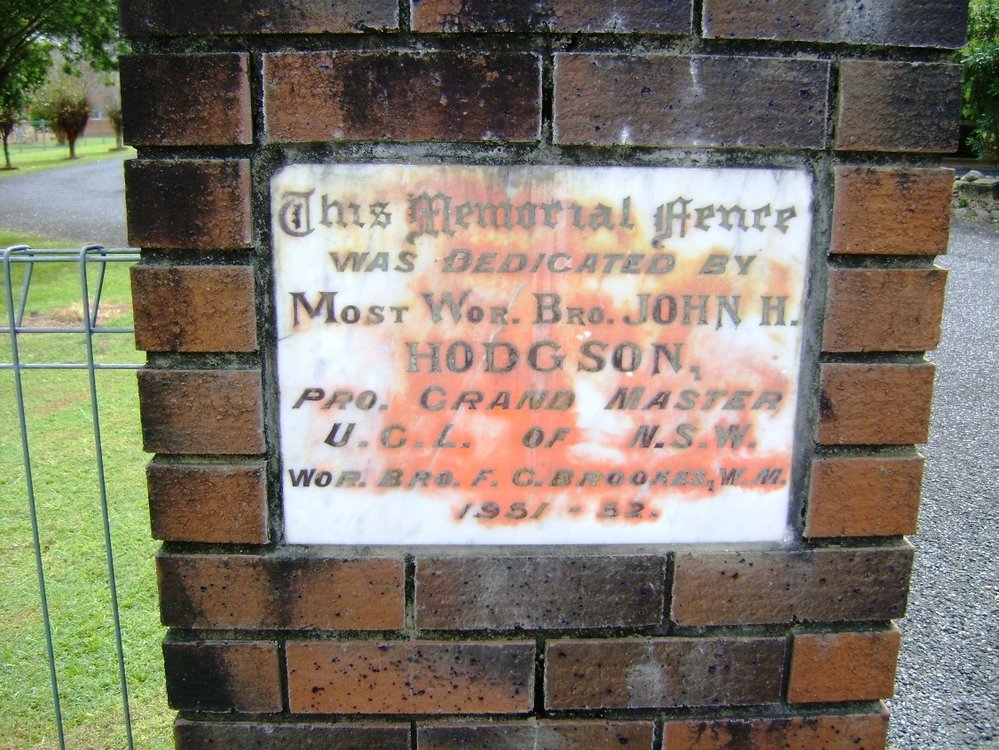 This Memorial Fence
WAS DEDICATED BY
MOST WOR. BRO. JOHN H.
HODGSON,
PRO. GRAND MASTER
U.G.L. OF N.S.W.
WOR. BRO. F. C. BROOKES, W.M.
1951 - 52.